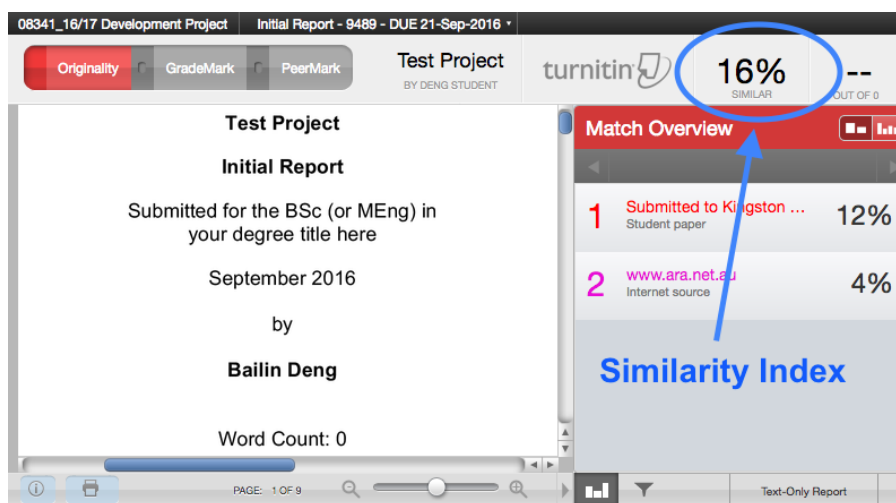 08341_16/17 Development Project Initial Report - 9489 - DUE 21-Sep-2016
Originality GradeMark PeerMark
Test Project
BY DENG STUDENT
turnitin
16%
SIMILAR
--
OUT OF 0
Test Project
Initial Report
Submitted for the BSc (or MEng) in
your degree title here
September 2016
by
Bailin Deng
Word Count: 0
Match Overview
1 Submitted to Kingston ... 12%
Student paper
2 www.ara.net.au 4%
Internet source
Similarity Index
PAGE: 1 OF 9
Text-Only Report